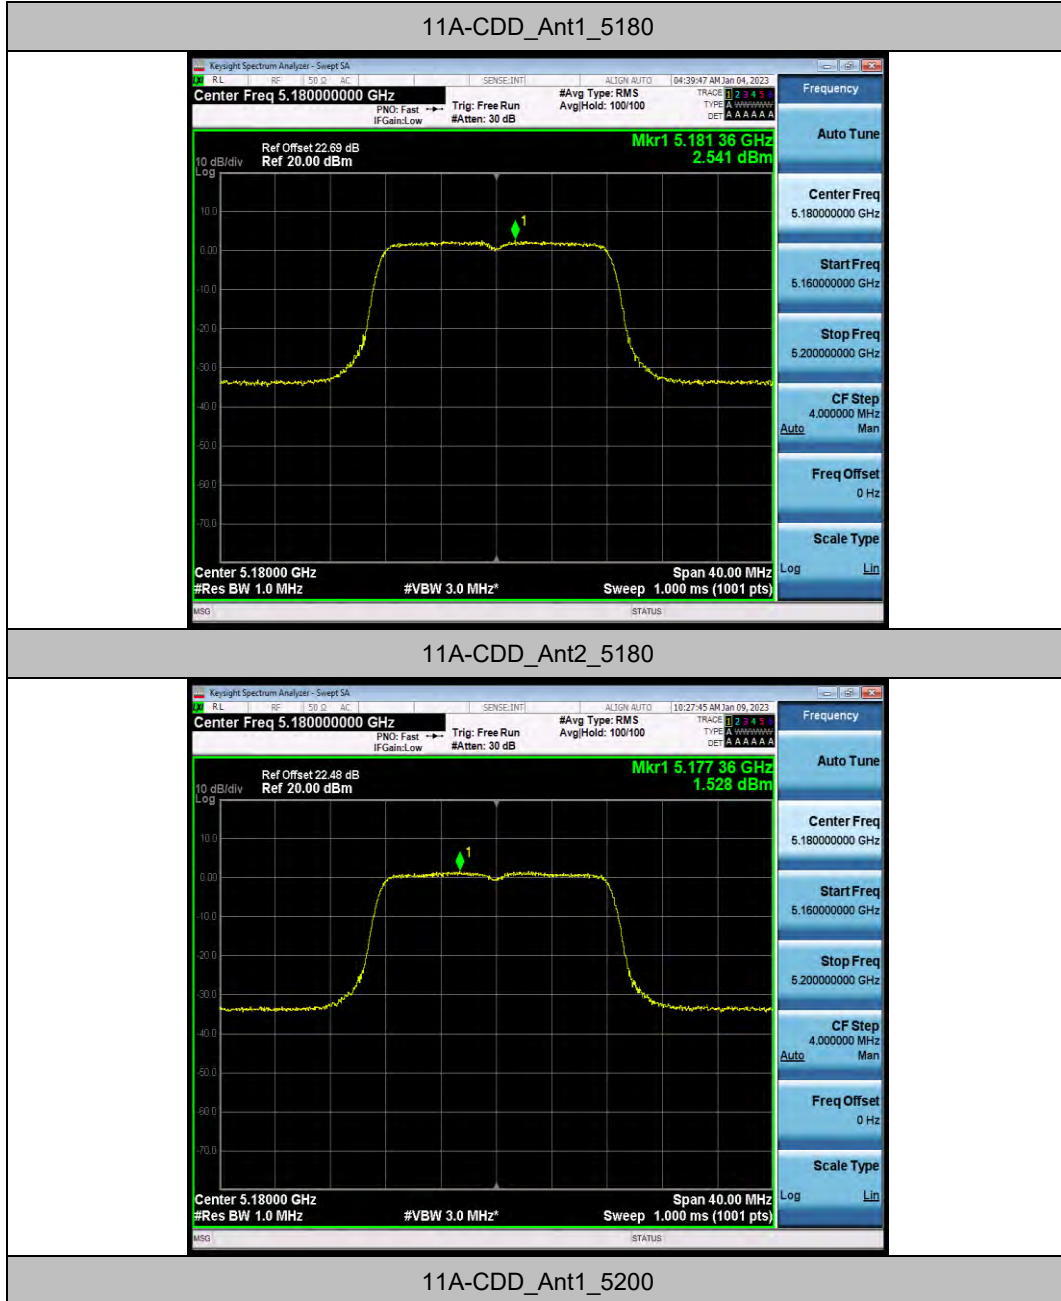 11A-CDD_Ant1_5180
Keysight Spectrum Analyzer - Swept SA
RL RF 50 Ω AC SENSE:INT ALIGN AUTO 04:39:47 AM Jan 04, 2023
Center Freq 5.180000000 GHz
PNO: Fast
IFGain:Low
Trig: Free Run
#Atten: 30 dB
#Avg Type: RMS
Avg|Hold: 100/100
TRACE 1 2 3 4 5 6
TYPE A
DET A A A A A A
Mkr1 5.181 36 GHz
2.541 dBm
Ref Offset 22.69 dB
10 dB/div Ref 20.00 dBm
Log
1
10.0
0.00
-10.0
-20.0
-30.0
-40.0
-50.0
-60.0
-70.0
Center 5.18000 GHz Span 40.00 MHz
#Res BW 1.0 MHz #VBW 3.0 MHz* Sweep 1.000 ms (1001 pts)
MSG STATUS
Frequency
Auto Tune
Center Freq
5.180000000 GHz
Start Freq
5.160000000 GHz
Stop Freq
5.200000000 GHz
CF Step
4.000000 MHz
Auto Man
Freq Offset
0 Hz
Scale Type
Log Lin
11A-CDD_Ant2_5180
Keysight Spectrum Analyzer - Swept SA
RL RF 50 Ω AC SENSE:INT ALIGN AUTO 10:27:45 AM Jan 09, 2023
Center Freq 5.180000000 GHz
PNO: Fast
IFGain:Low
Trig: Free Run
#Atten: 30 dB
#Avg Type: RMS
Avg|Hold: 100/100
TRACE 1 2 3 4 5 6
TYPE A
DET A A A A A A
Mkr1 5.177 36 GHz
1.528 dBm
Ref Offset 22.48 dB
10 dB/div Ref 20.00 dBm
Log
1
10.0
0.00
-10.0
-20.0
-30.0
-40.0
-50.0
-60.0
-70.0
Center 5.18000 GHz Span 40.00 MHz
#Res BW 1.0 MHz #VBW 3.0 MHz* Sweep 1.000 ms (1001 pts)
MSG STATUS
Frequency
Auto Tune
Center Freq
5.180000000 GHz
Start Freq
5.160000000 GHz
Stop Freq
5.200000000 GHz
CF Step
4.000000 MHz
Auto Man
Freq Offset
0 Hz
Scale Type
Log Lin
11A-CDD_Ant1_5200